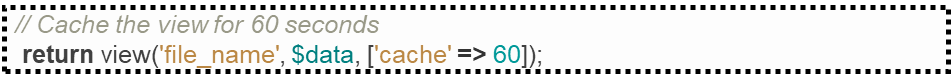 // Cache the view for 60 seconds
return view('file_name', $data, ['cache' => 60]);